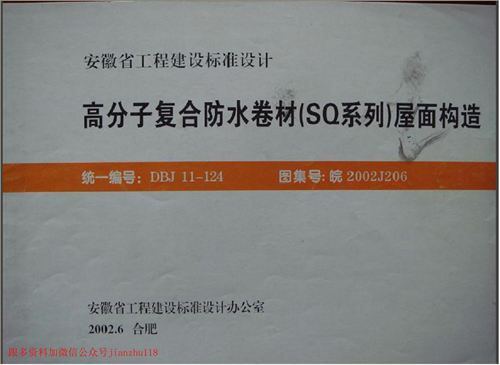 安徽省工程建设标准设计
高分子复合防水卷材(SQ系列)屋面构造
统一编号: DBJ 11-124 图集号: 皖 2002J206
安徽省工程建设标准设计办公室
2002.6 合肥
跟多资料加微信公众号jianzhu118